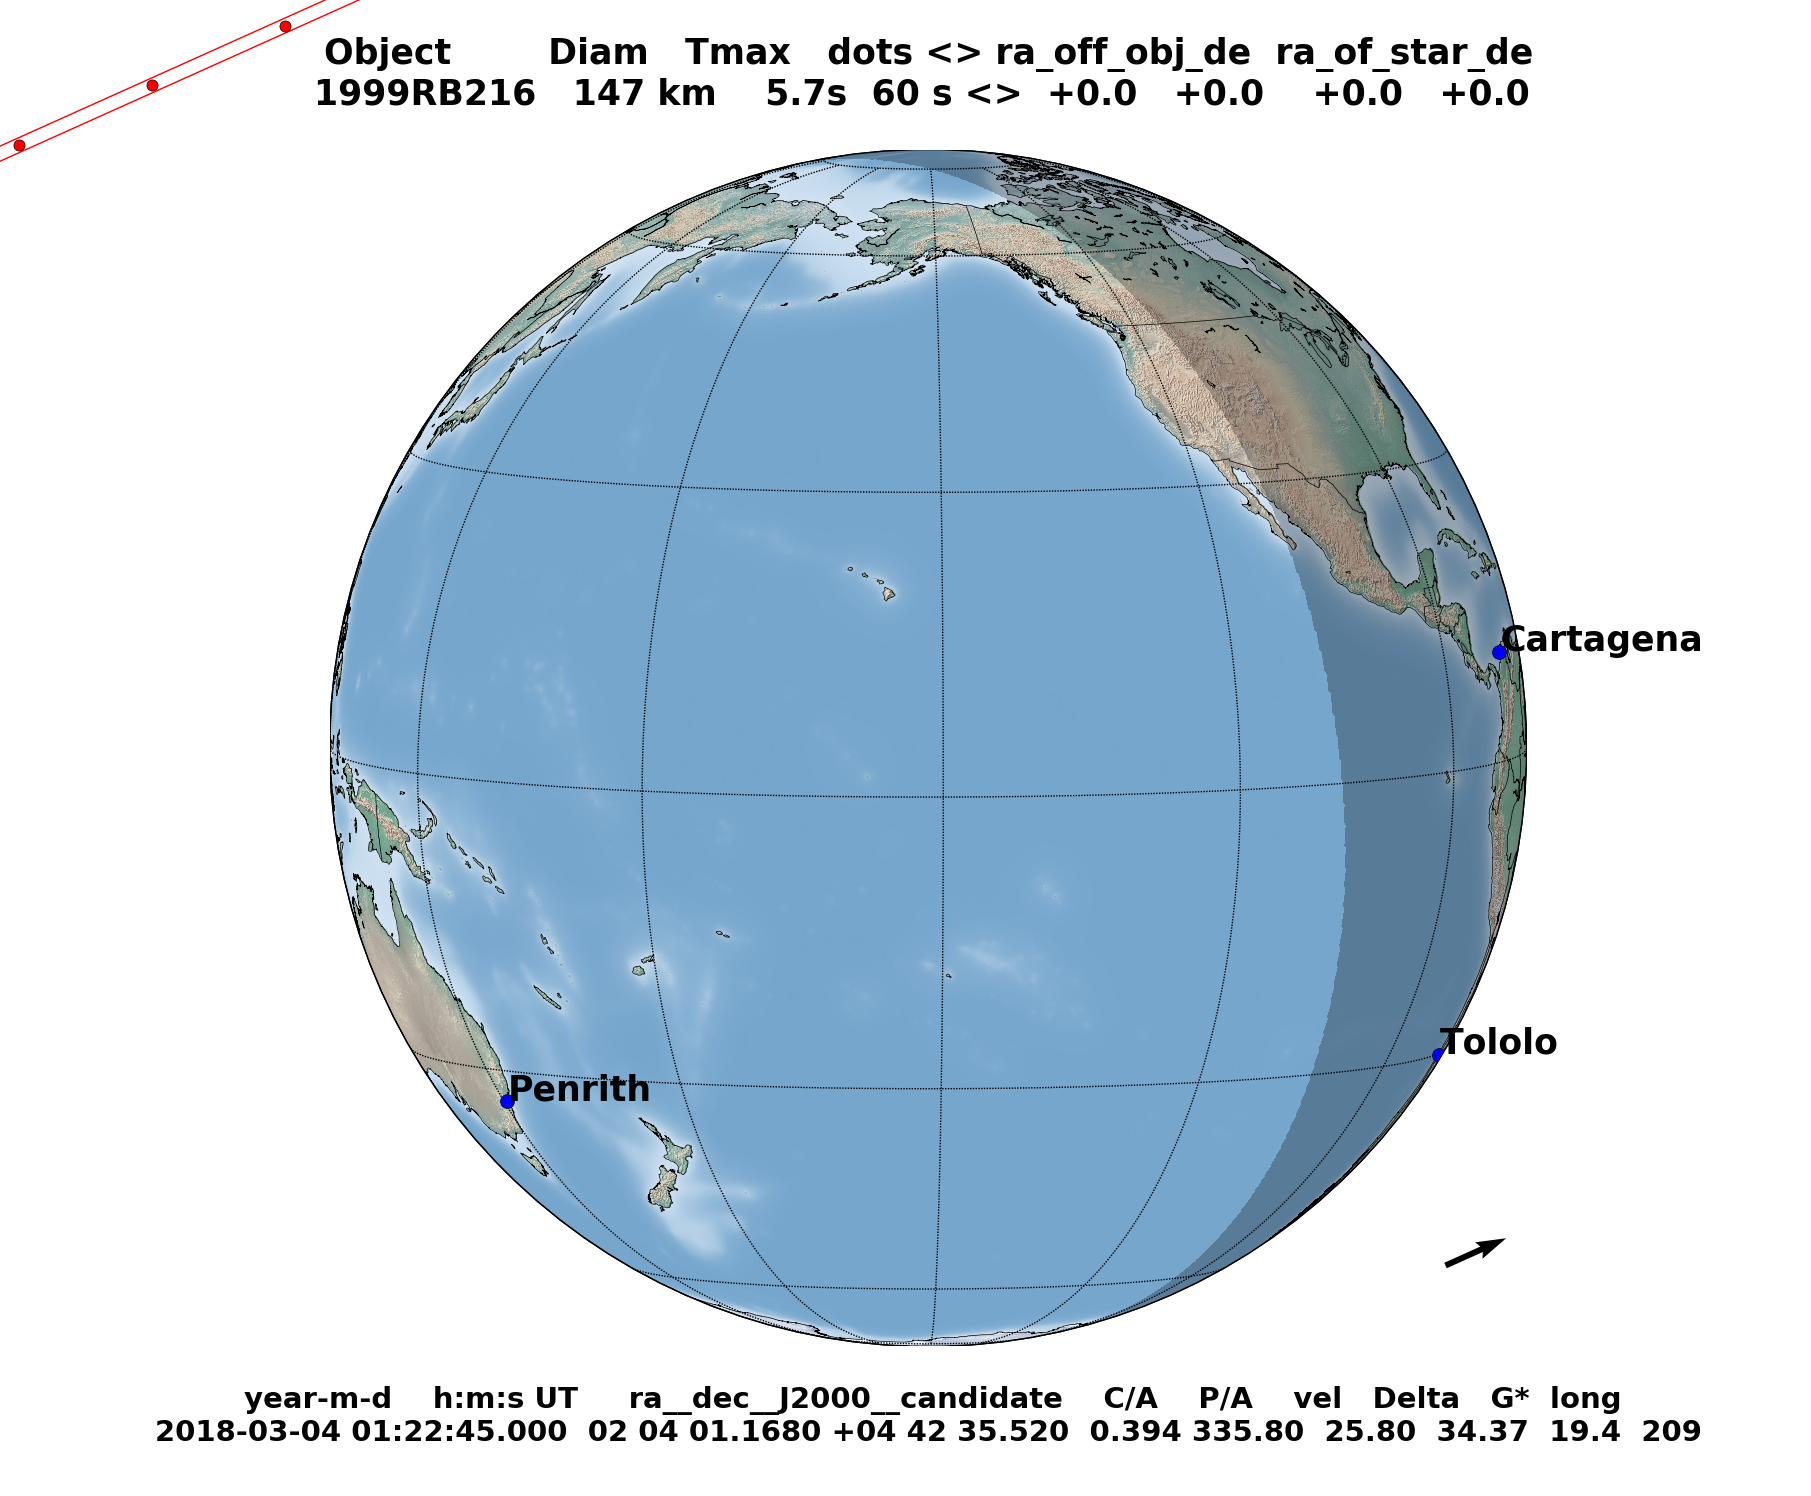 Object Diam Tmax dots <> ra_off_obj_de ra_of_star_de
1999RB216 147 km 5.7s 60 s <> +0.0 +0.0 +0.0 +0.0
Cartagena
Tololo
Penrith
year-m-d h:m:s UT ra__dec__J2000__candidate C/A P/A vel Delta G* long
2018-03-04 01:22:45.000 02 04 01.1680 +04 42 35.520 0.394 335.80 25.80 34.37 19.4 209